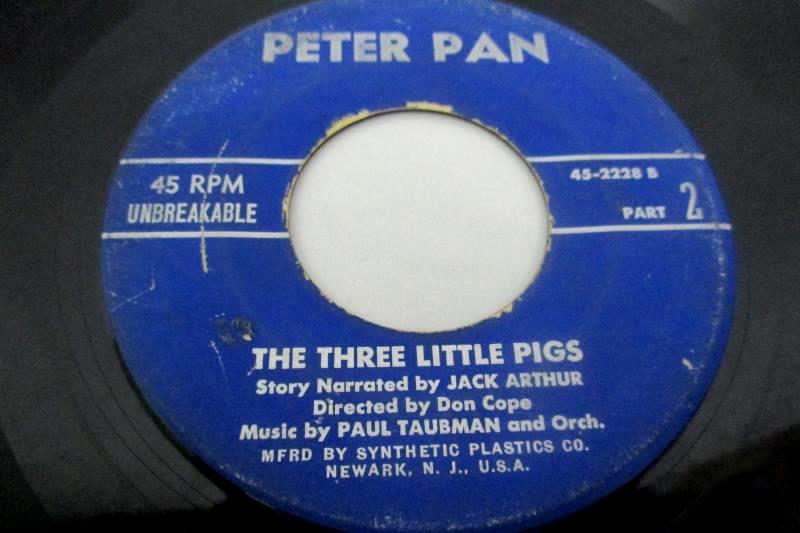 PETER PAN
45 RPM
UNBREAKABLE
45-2228 B
PART 2
THE THREE LITTLE PIGS
Story Narrated by JACK ARTHUR
Directed by Don Cope
Music by PAUL TAUBMAN and Orch.
MFRD BY SYNTHETIC PLASTICS CO.
NEWARK, N. J., U.S.A.